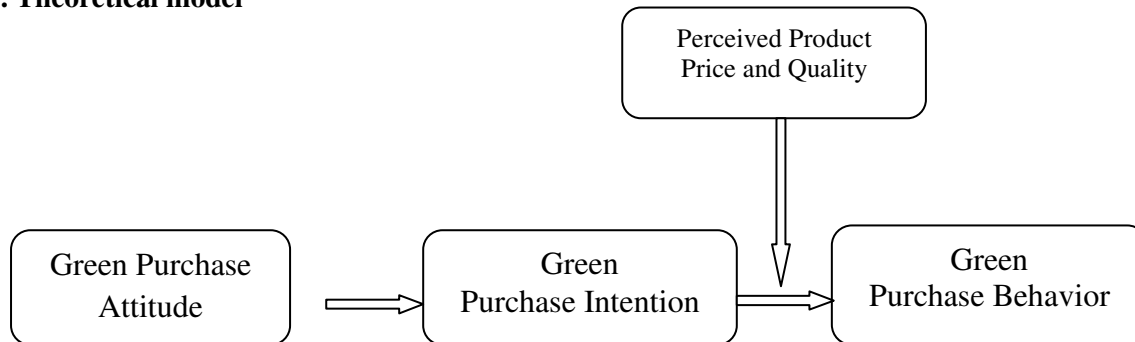 . Theoretical model
Perceived Product
Price and Quality
Green Purchase
Attitude
Green
Purchase Intention
Green
Purchase Behavior